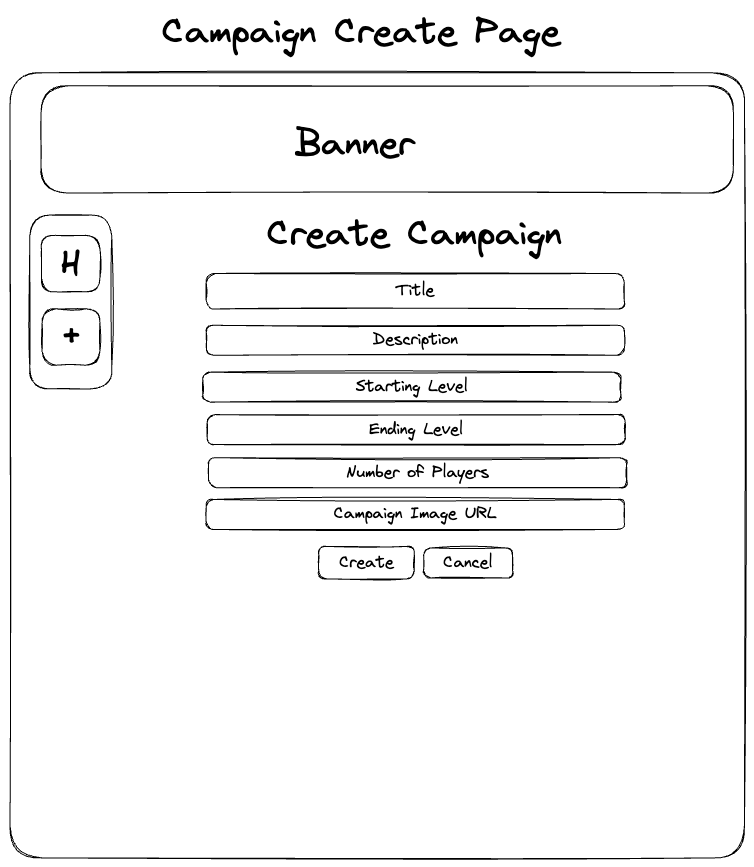 Campaign Create Page
Banner
H
+
Create Campaign
Title
Description
Starting Level
Ending Level
Number of Players
Campaign Image URL
Create Cancel